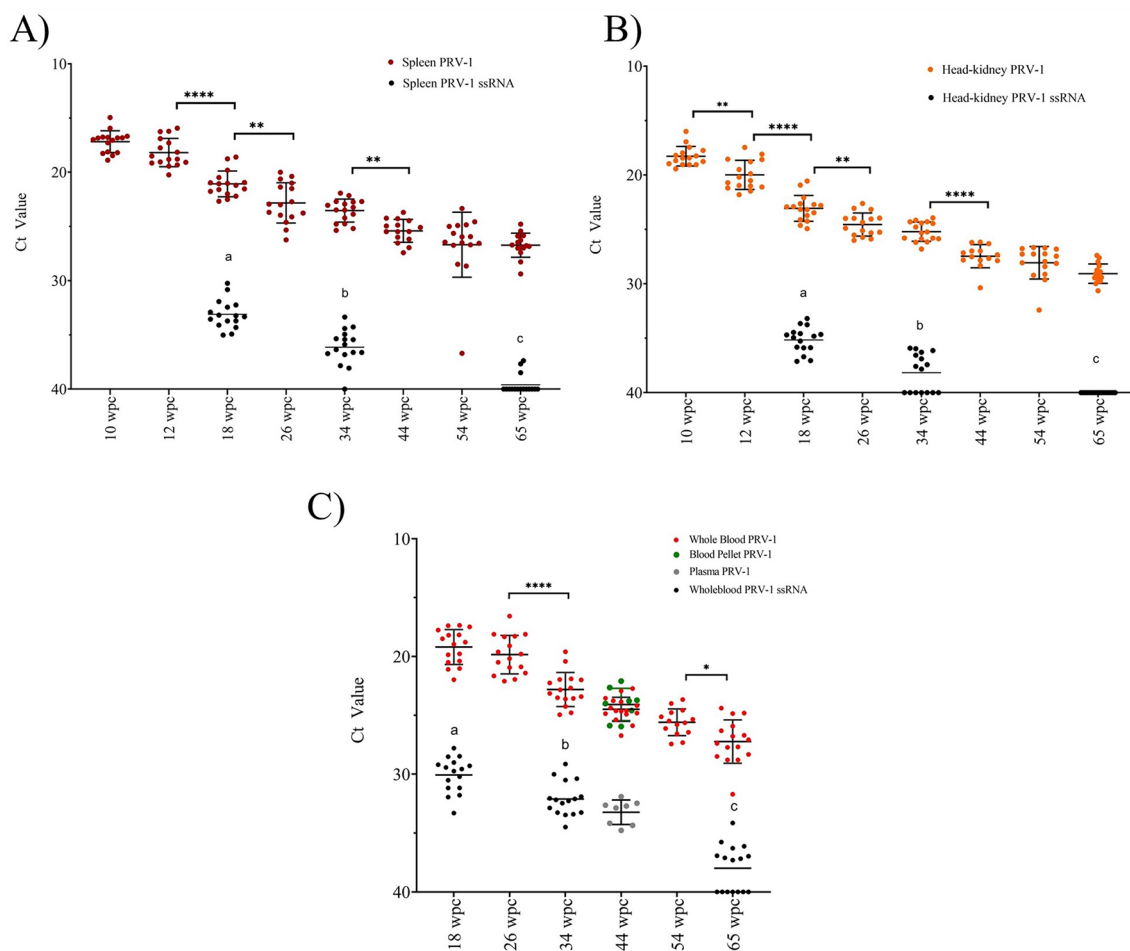 A)
Spleen PRV-1
Spleen PRV-1 ssRNA
Ct Value
10
20
30
40
****
**
**
a
b
c
10 wpc
12 wpc
18 wpc
26 wpc
34 wpc
44 wpc
54 wpc
65 wpc
B)
Head-kidney PRV-1
Head-kidney PRV-1 ssRNA
Ct Value
10
20
30
40
**
****
**
****
a
b
c
10 wpc
12 wpc
18 wpc
26 wpc
34 wpc
44 wpc
54 wpc
65 wpc
C)
Whole Blood PRV-1
Blood Pellet PRV-1
Plasma PRV-1
Wholeblood PRV-1 ssRNA
Ct Value
10
20
30
40
****
*
a
b
c
18 wpc
26 wpc
34 wpc
44 wpc
54 wpc
65 wpc